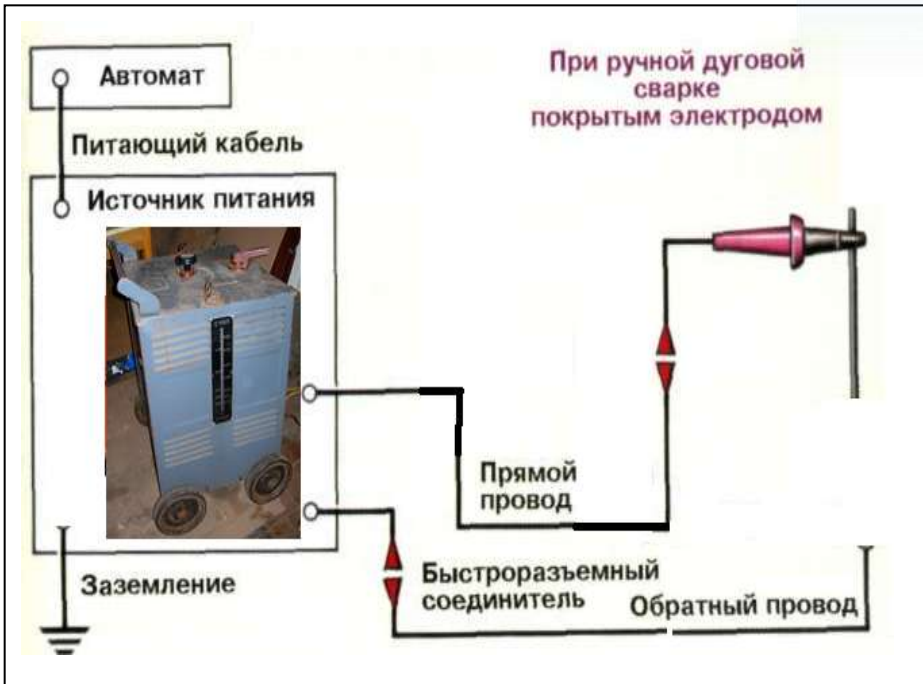 Автомат
При ручной дуговой
сварке
покрытым электродом
Питающий кабель
Источник питания
Прямой
провод
Заземление
Быстроразъемный
соединитель
Обратный провод